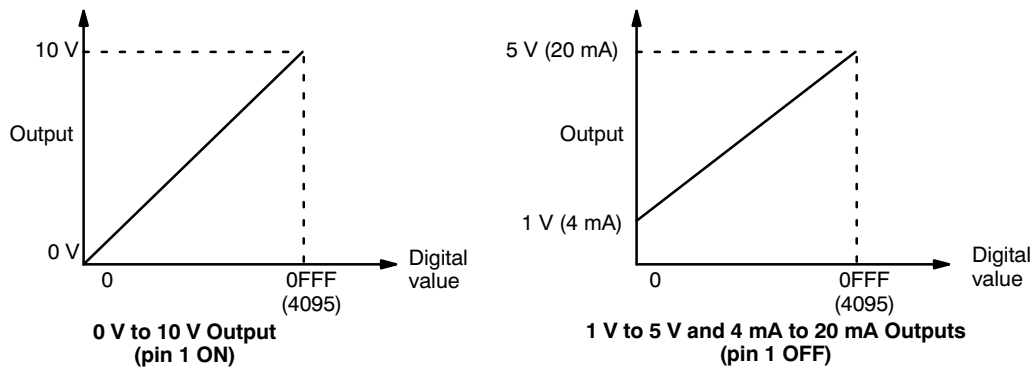 10 V
Output
0 V
0
0FFF
(4095)
Digital
value
0 V to 10 V Output
(pin 1 ON)
5 V (20 mA)
Output
1 V (4 mA)
0
0FFF
(4095)
Digital
value
1 V to 5 V and 4 mA to 20 mA Outputs
(pin 1 OFF)